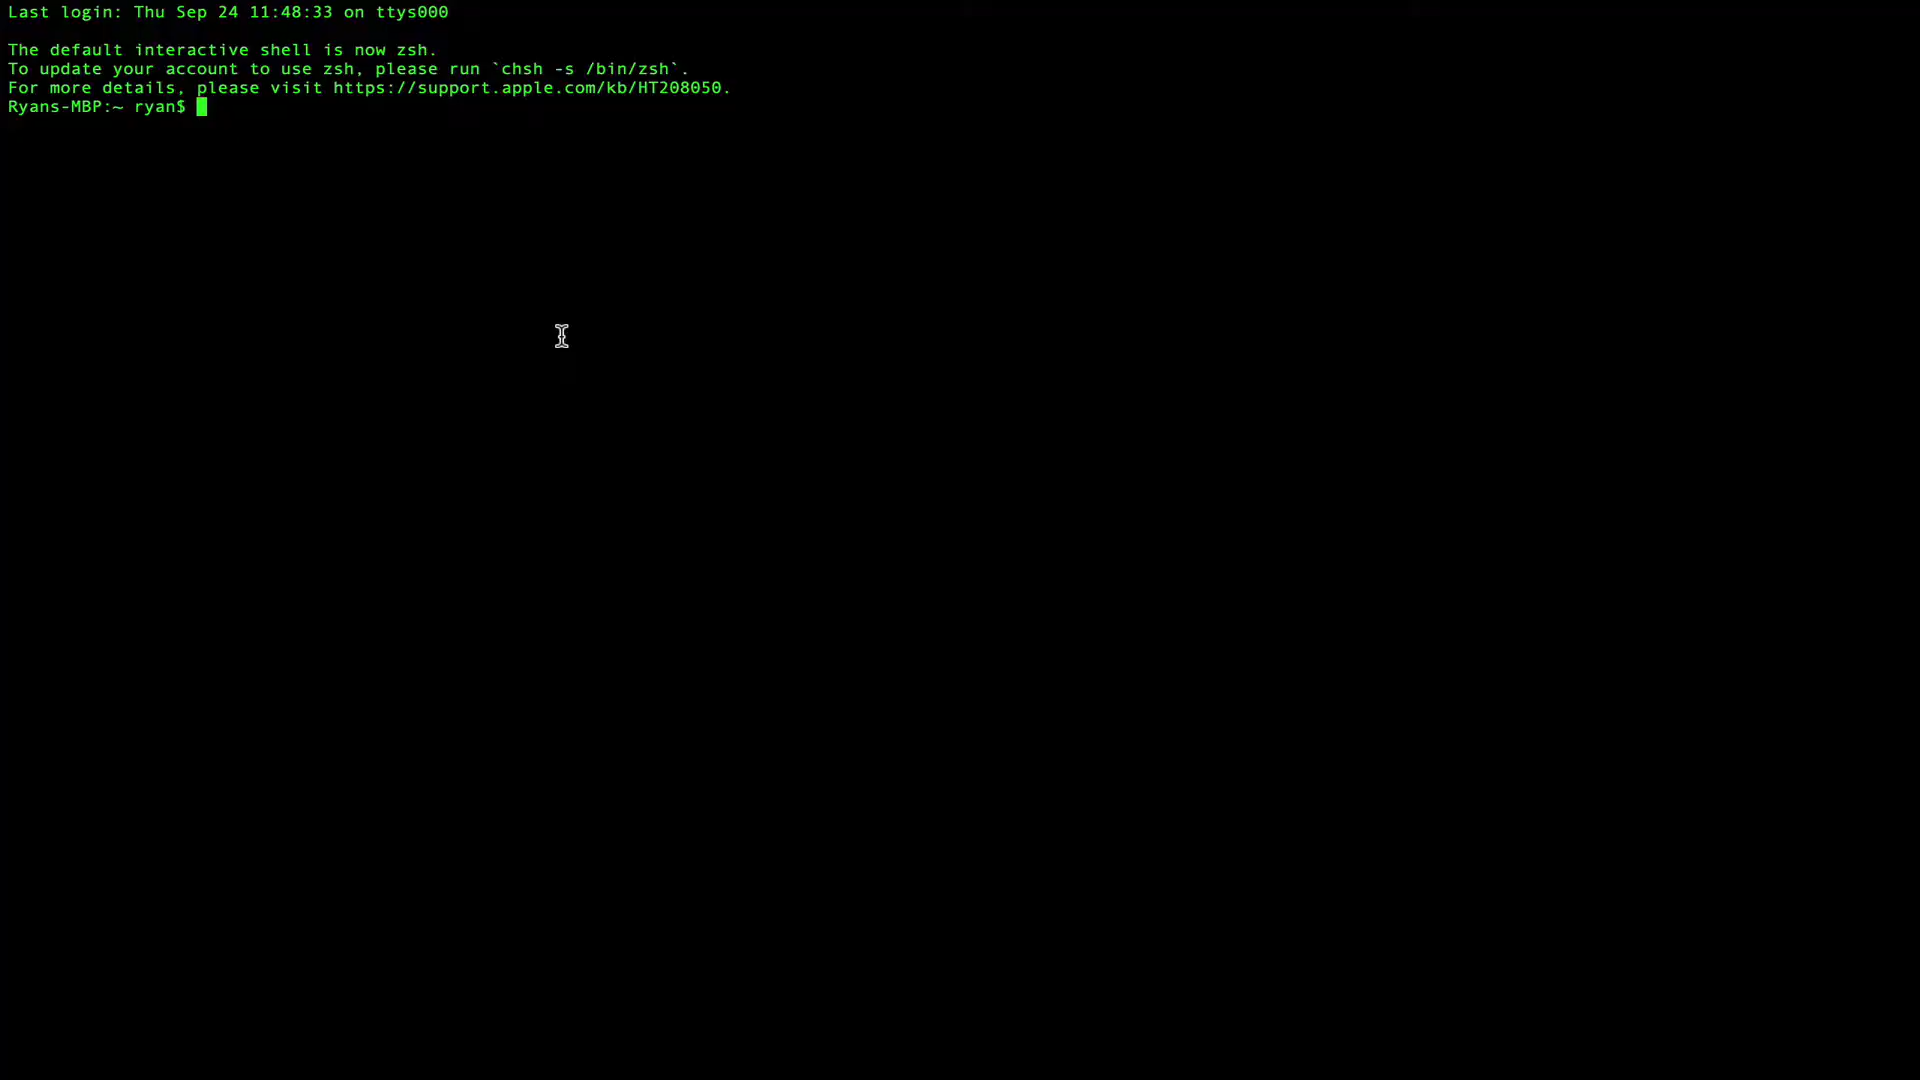 Last login: Thu Sep 24 11:48:33 on ttys000
The default interactive shell is now zsh.
To update your account to use zsh, please run `chsh -s /bin/zsh`.
For more details, please visit https://support.apple.com/kb/HT208050.
Ryans-MBP:~ ryan$